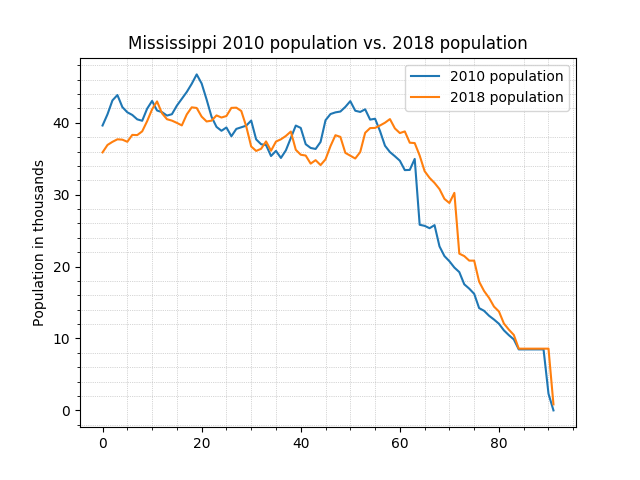 Mississippi 2010 population vs. 2018 population
2010 population
2018 population
Population in thousands
40
30
20
10
0
0 20 40 60 80